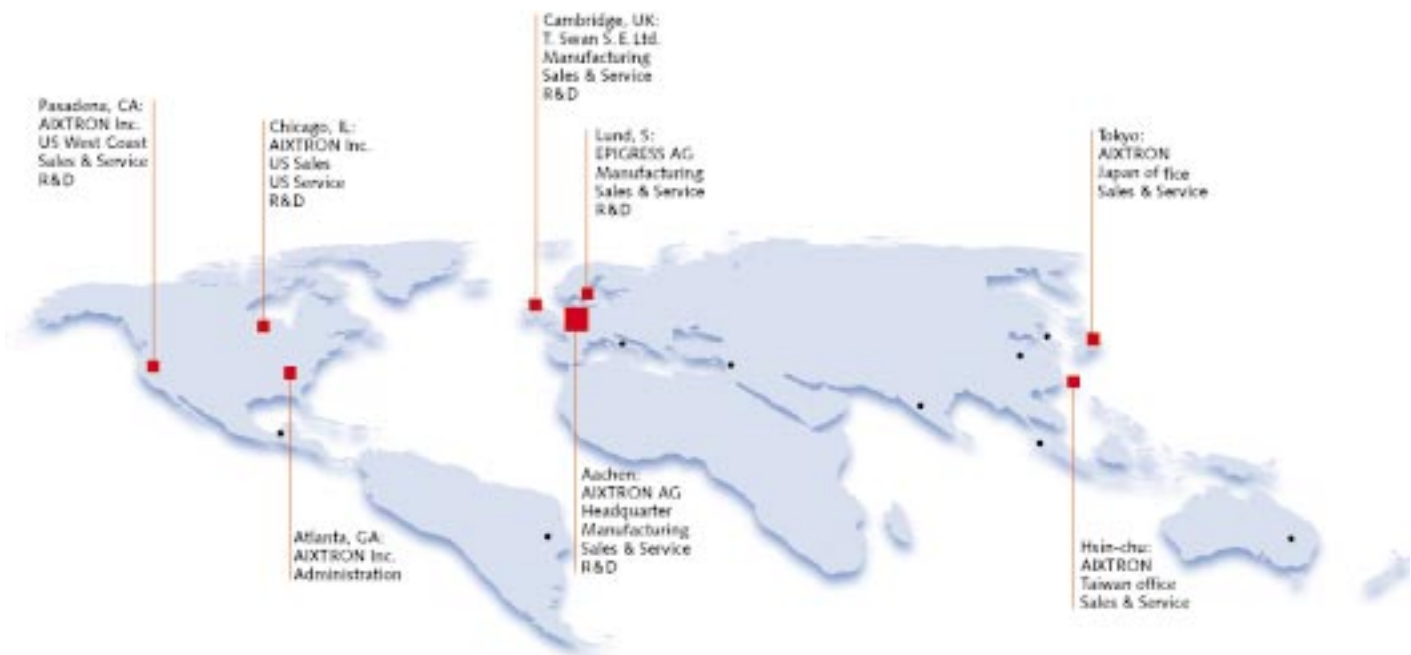 Cambridge, UK:
T. Swan S. E. Ltd.
Manufacturing
Sales & Service
R&D
Pasadena, CA:
AIXTRON Inc.
US West Coast
Sales & Service
R&D
Chicago, IL:
AIXTRON Inc.
US Sales
US Service
R&D
Lund, S:
EPIGRESS AG
Manufacturing
Sales & Service
R&D
Tokyo:
AIXTRON
Japan of fice
Sales & Service
Atlanta, GA:
AIXTRON Inc.
Administration
Aachen:
AIXTRON AG
Headquarter
Manufacturing
Sales & Service
R&D
Hsin-chu:
AIXTRON
Taiwan office
Sales & Service